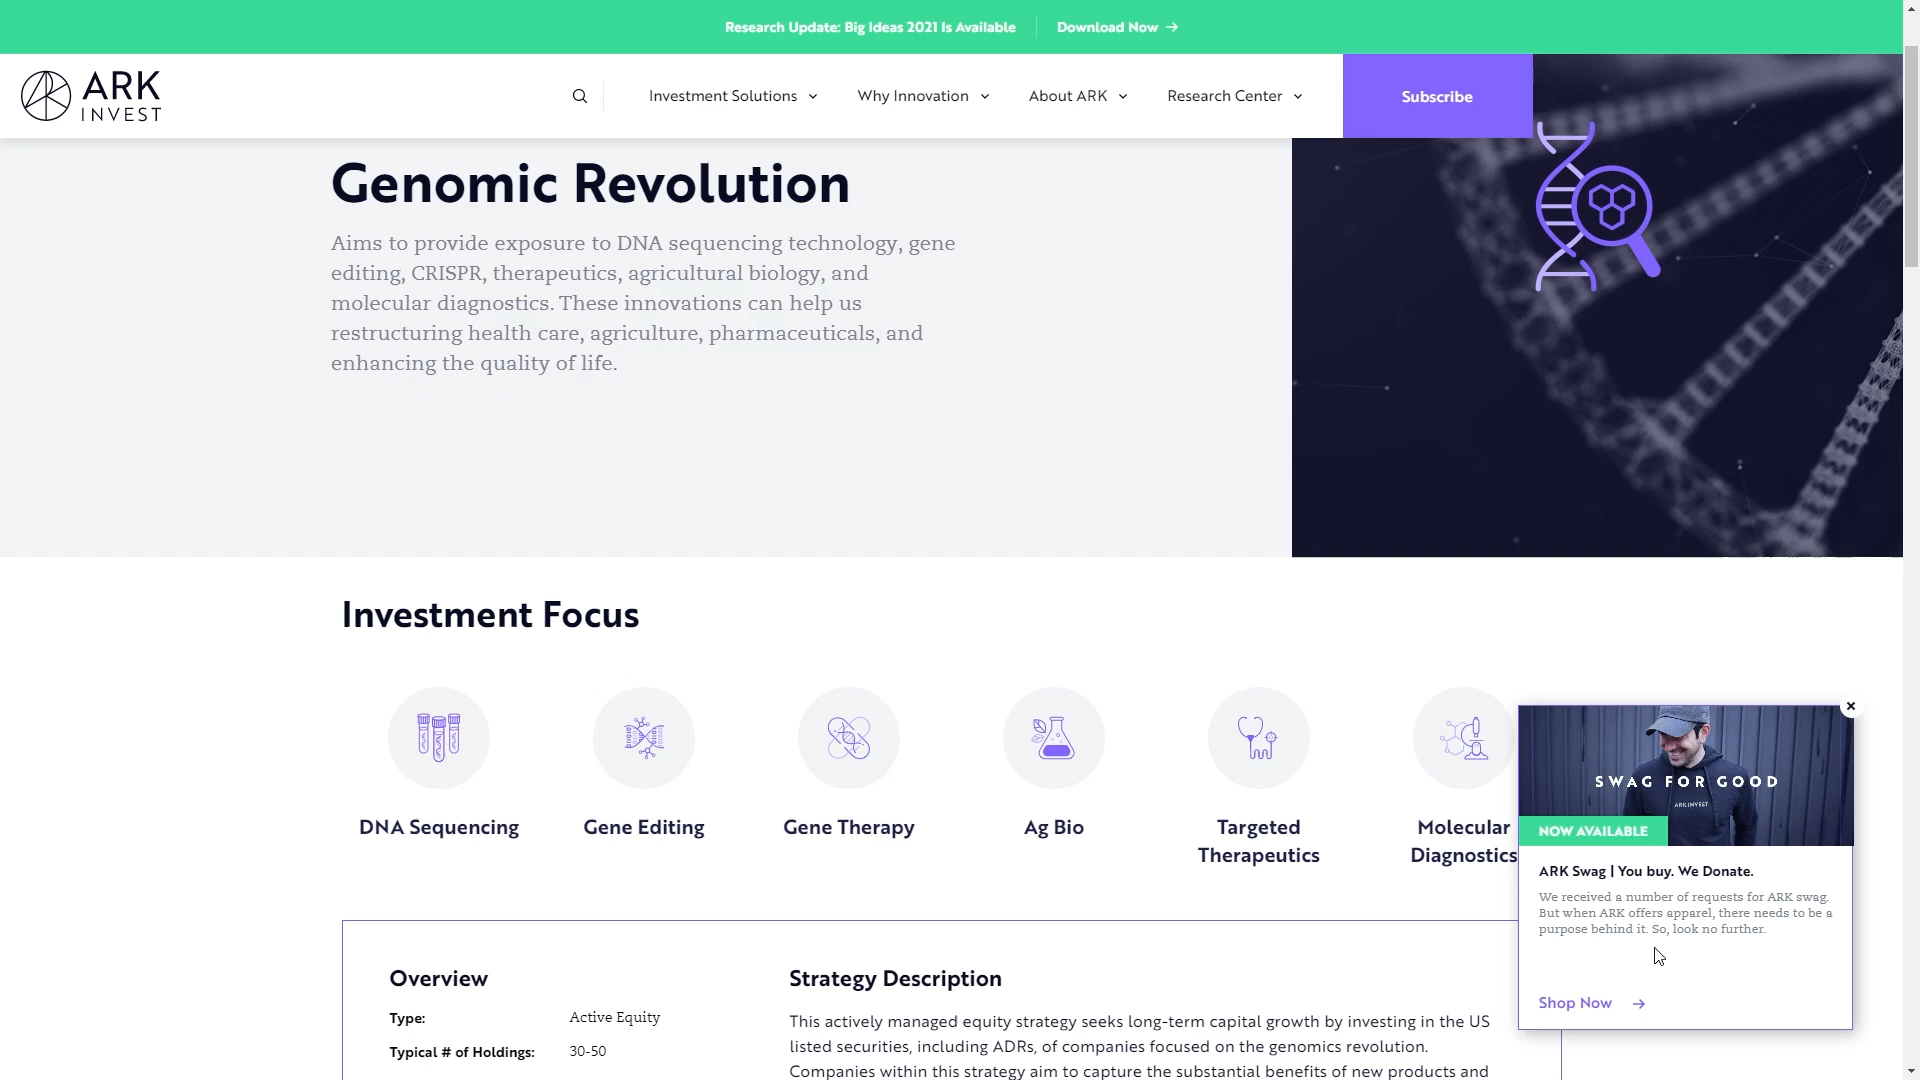 Research Update: Big Ideas 2021 Is Available
Download Now
ARK
INVEST
Investment Solutions
Why Innovation
About ARK
Research Center
Subscribe
Genomic Revolution
Aims to provide exposure to DNA sequencing technology, gene
editing, CRISPR, therapeutics, agricultural biology, and
molecular diagnostics. These innovations can help us
restructuring health care, agriculture, pharmaceuticals, and
enhancing the quality of life.
Investment Focus
DNA Sequencing
Gene Editing
Gene Therapy
Ag Bio
Targeted
Therapeutics
Molecular
Diagnostics
SWAG FOR GOOD
ARK INVEST
NOW AVAILABLE
ARK Swag | You buy. We Donate.
We received a number of requests for ARK swag.
But when ARK offers apparel, there needs to be a
purpose behind it. So, look no further.
Shop Now
Overview
Type: Active Equity
Typical # of Holdings: 30-50
Strategy Description
This actively managed equity strategy seeks long-term capital growth by investing in the US
listed securities, including ADRs, of companies focused on the genomics revolution.
Companies within this strategy aim to capture the substantial benefits of new products and